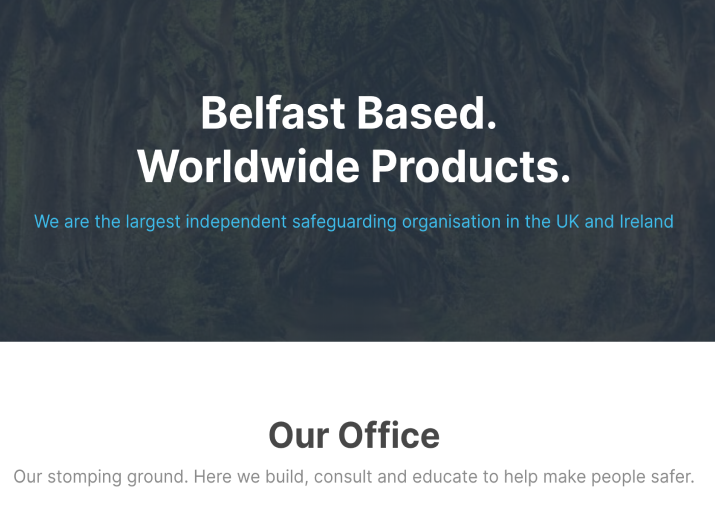 Belfast Based.
Worldwide Products.
We are the largest independent safeguarding organisation in the UK and Ireland
Our Office
Our stomping ground. Here we build, consult and educate to help make people safer.